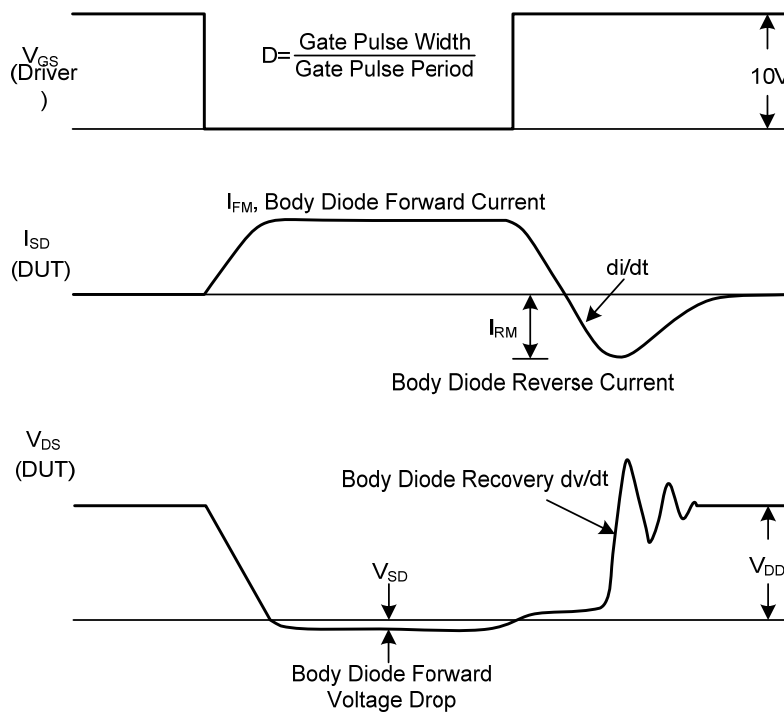 V_GS
(Driver
)
D= Gate Pulse Width
Gate Pulse Period
10V
I_FM, Body Diode Forward Current
I_SD
(DUT)
di/dt
I_RM
Body Diode Reverse Current
V_DS
(DUT)
Body Diode Recovery dv/dt
V_SD
V_DD
Body Diode Forward
Voltage Drop